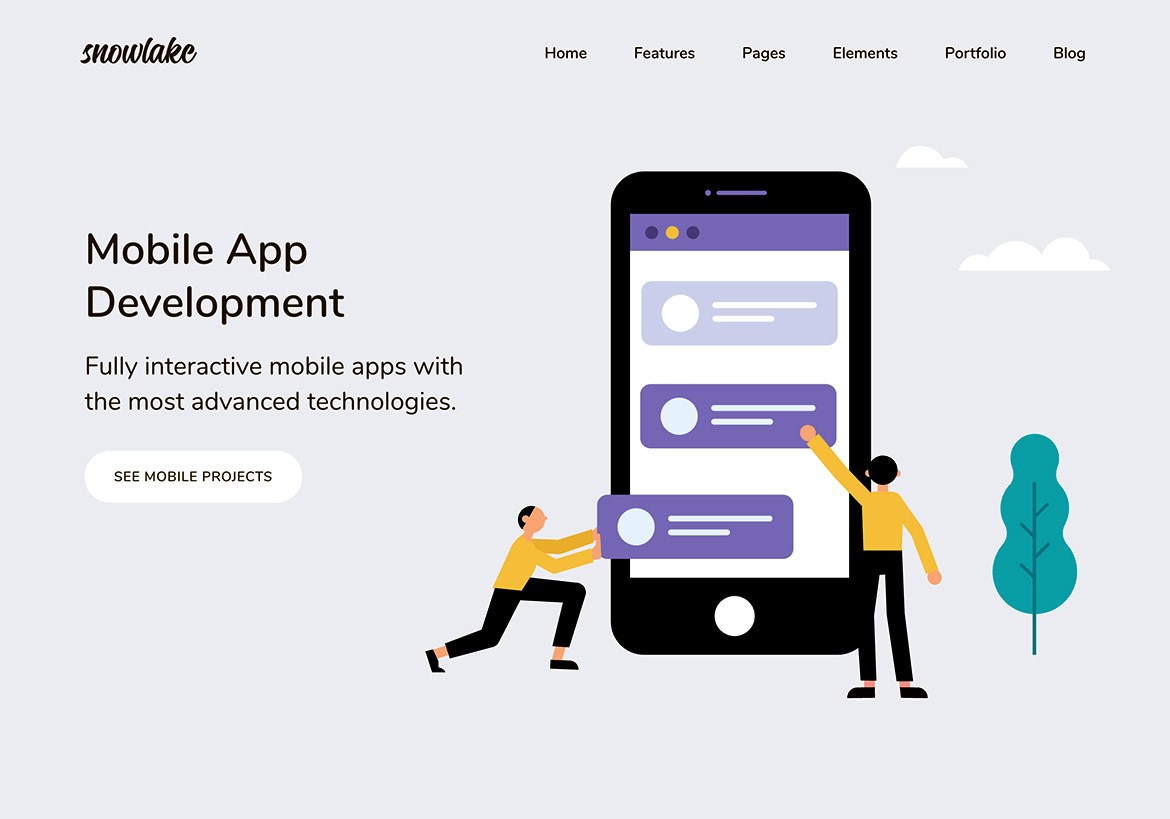 snowlake
Home Features Pages Elements Portfolio Blog
Mobile App
Development
Fully interactive mobile apps with
the most advanced technologies.
SEE MOBILE PROJECTS